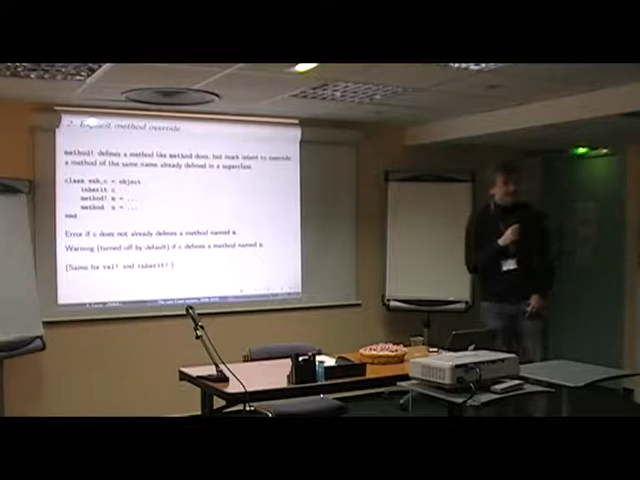 2. Explicit method override
method! defines a method like method does, but mark intent to override
a method of the same name already defined in a superclass.
class sub_c = object
inherit c
method! m = ...
method n = ...
end
Error if c does not already defines a method named m.
Warning (turned off by default) if c defines a method named n.
(Same for val! and inherit!)